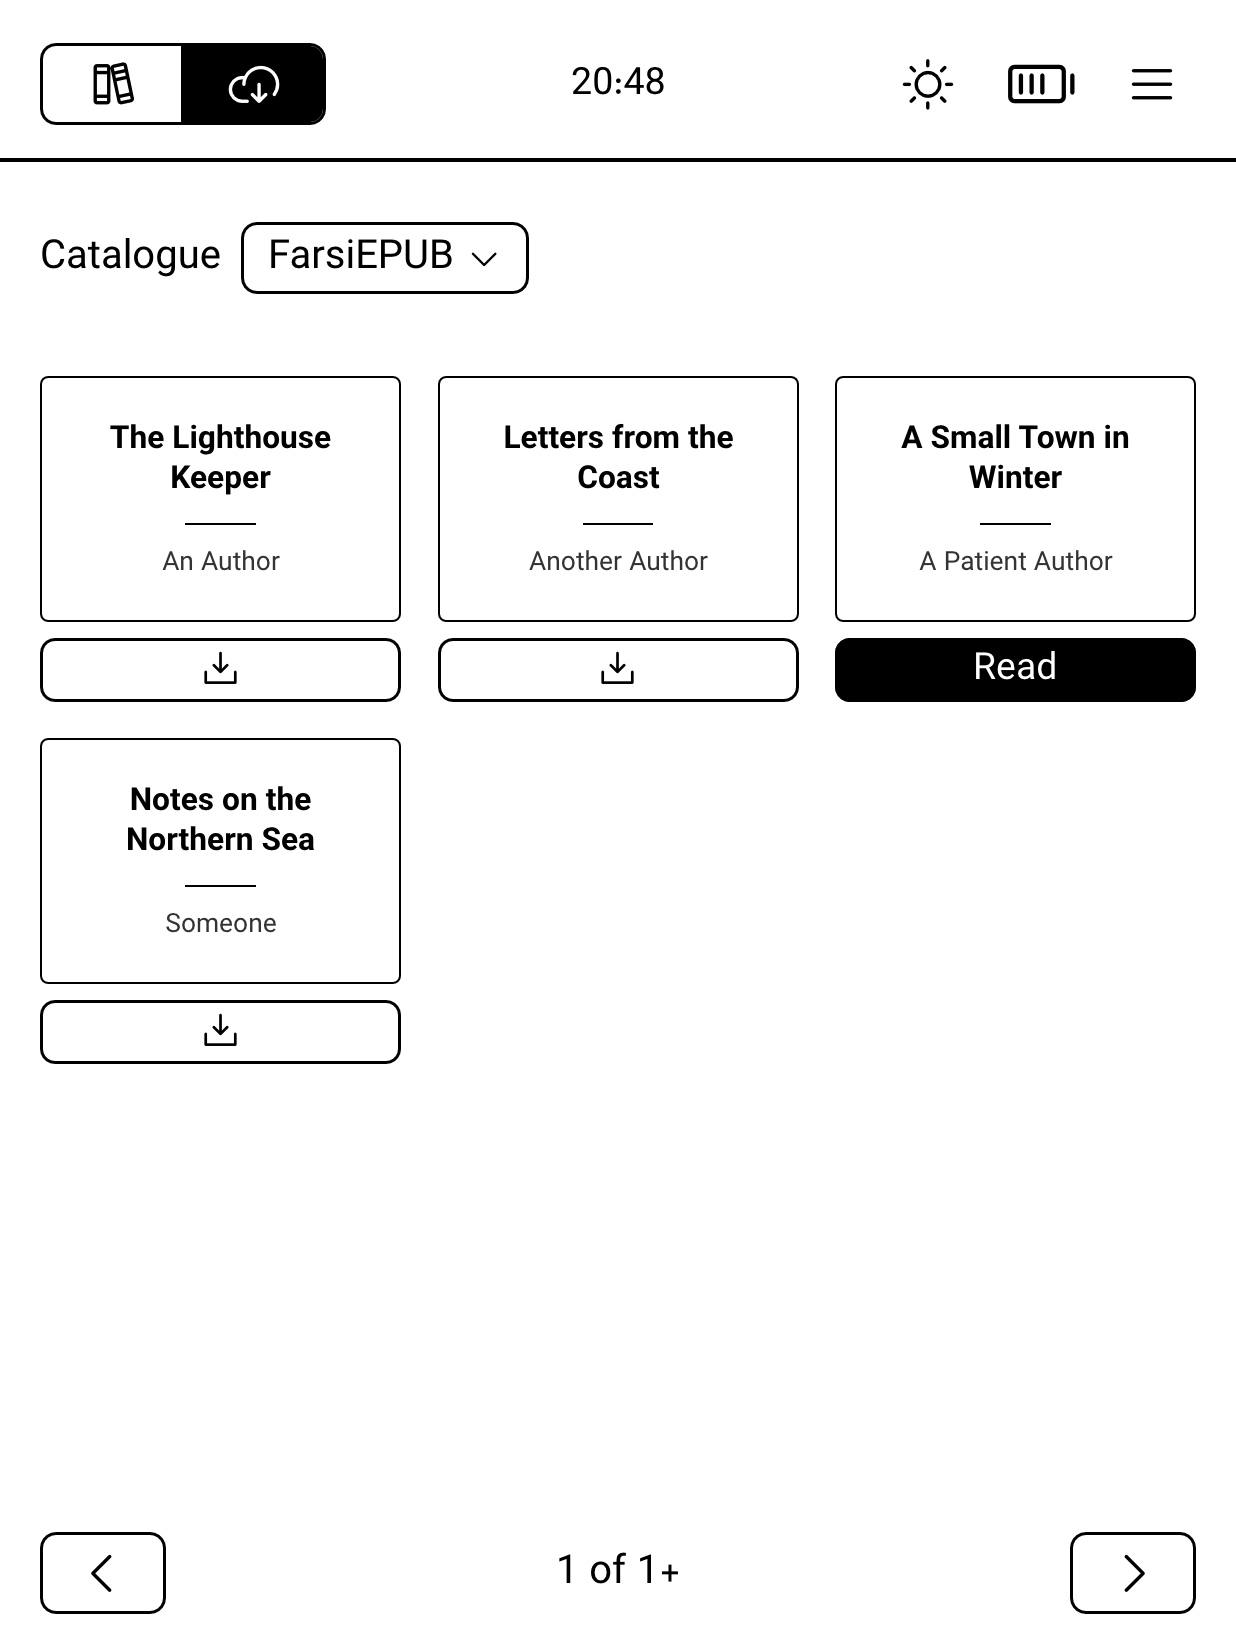 20:48
Catalogue FarsiEPUB
The Lighthouse
Keeper
An Author
Letters from the
Coast
Another Author
A Small Town in
Winter
A Patient Author
Read
Notes on the
Northern Sea
Someone
1 of 1+